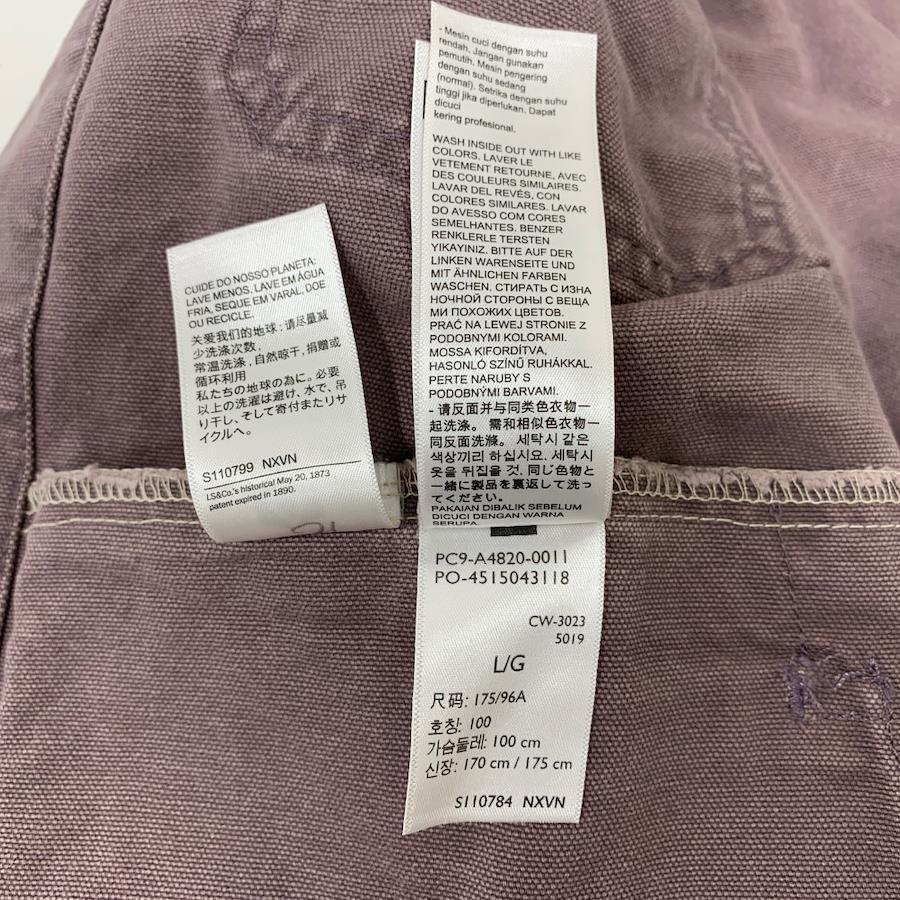 CUIDE DO NOSSO PLANETA:
LAVE MENOS. LAVE EM ÁGUA
FRIA, SEQUE EM VARAL, DOE
OU RECICLE.
关爱我们的地球：请尽量减
少洗涤次数，
常温洗涤，自然晾干，捐赠或
循环利用
私たちの地球の為に。必要
以上の洗濯は避け、水で、吊
り干し、そして寄付またリサ
イクルへ。
S110799 NXVN
LS&Co.'s historical May 20, 1873
patent expired in 1890.
- Mesin cuci dengan suhu
rendah. Jangan gunakan
pemutih. Mesin pengering
dengan suhu sedang
(normal). Setrika dengan suhu
tinggi jika diperlukan. Dapat
dicuci
kering profesional.
WASH INSIDE OUT WITH LIKE
COLORS. LAVER LE
VETEMENT RETOURNE, AVEC
DES COULEURS SIMILAIRES.
LAVAR DEL REVÉS, CON
COLORES SIMILARES. LAVAR
DO AVESSO COM CORES
SEMELHANTES. BENZER
RENKLERLE TERSTEN
YIKAYINIZ. BITTE AUF DER
LINKEN WARENSEITE UND
MIT ÄHNLICHEN FARBEN
WASCHEN. СТИРАТЬ С ИЗНА
НОЧНОЙ СТОРОНЫ С ВЕЩА
МИ ПОХОЖИХ ЦВЕТОВ.
PRAĆ NA LEWEJ STRONIE Z
PODOBNYMI KOLORAMI.
MOSSA KIFORDÍTVA,
HASONLÓ SZÍNŰ RUHÁKKAL.
PERTE NARUBY S
PODOBNÝMI BARVAMI.
- 请反面并与同类色衣物一
起洗涤。需和相似色衣物一
同反面洗滌。세탁시 같은
색상끼리 하십시요. 세탁시
옷을 뒤집을 것. 同じ色物と
一緒に製品を裏返して洗っ
てください。
PAKAIAN DIBALIK SEBELUM
DICUCI DENGAN WARNA
SERUPA.
PC9-A4820-0011
PO-4515043118
CW-3023
5019
L/G
尺码: 175/96A
호칭: 100
가슴둘레: 100 cm
신장: 170 cm / 175 cm
S110784 NXVN